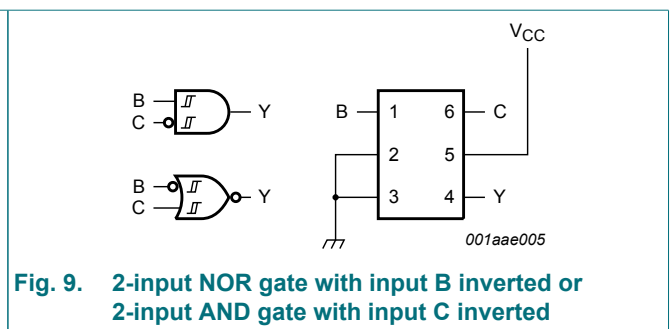 VCC
B
C
Y
B
C
Y
B 1 6 C
2 5
3 4 Y
001aae005
Fig. 9. 2-input NOR gate with input B inverted or
2-input AND gate with input C inverted